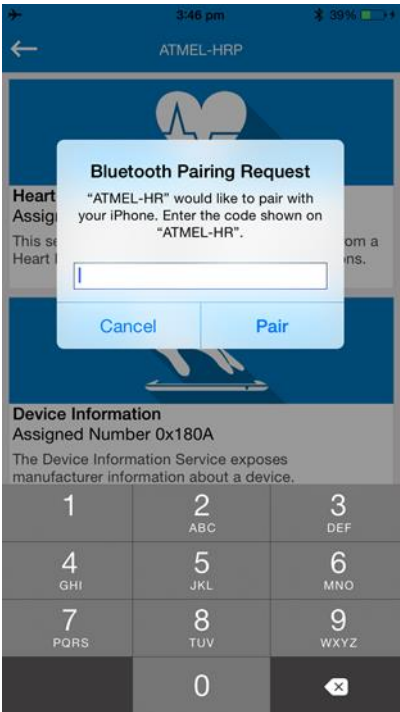 3:46 pm 39%
ATMEL-HRP
Bluetooth Pairing Request
"ATMEL-HR" would like to pair with
your iPhone. Enter the code shown on
"ATMEL-HR".
Cancel Pair
Heart
Assig
This se om a
Heart ns.
Device Information
Assigned Number 0x180A
The Device Information Service exposes
manufacturer information about a device.
1 2 3
ABC DEF
4 5 6
GHI JKL MNO
7 8 9
PQRS TUV WXYZ
0